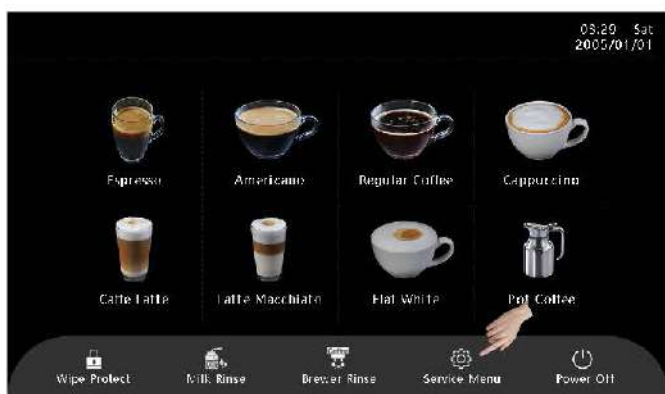 08:29 Sat
2005/01/01
Espresso
Americano
Regular Coffee
Cappuccino
Caffe Latte
Latte Macchiato
Flat White
Pot Coffee
Wipe Protect
Milk Rinse
Brewer Rinse
Service Menu
Power Off